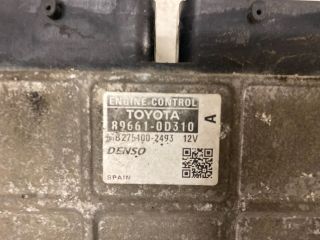 ENGINE CONTROL
TOYOTA
89661-0D310 A
MB275400-2493 12V
DENSO
SPAIN